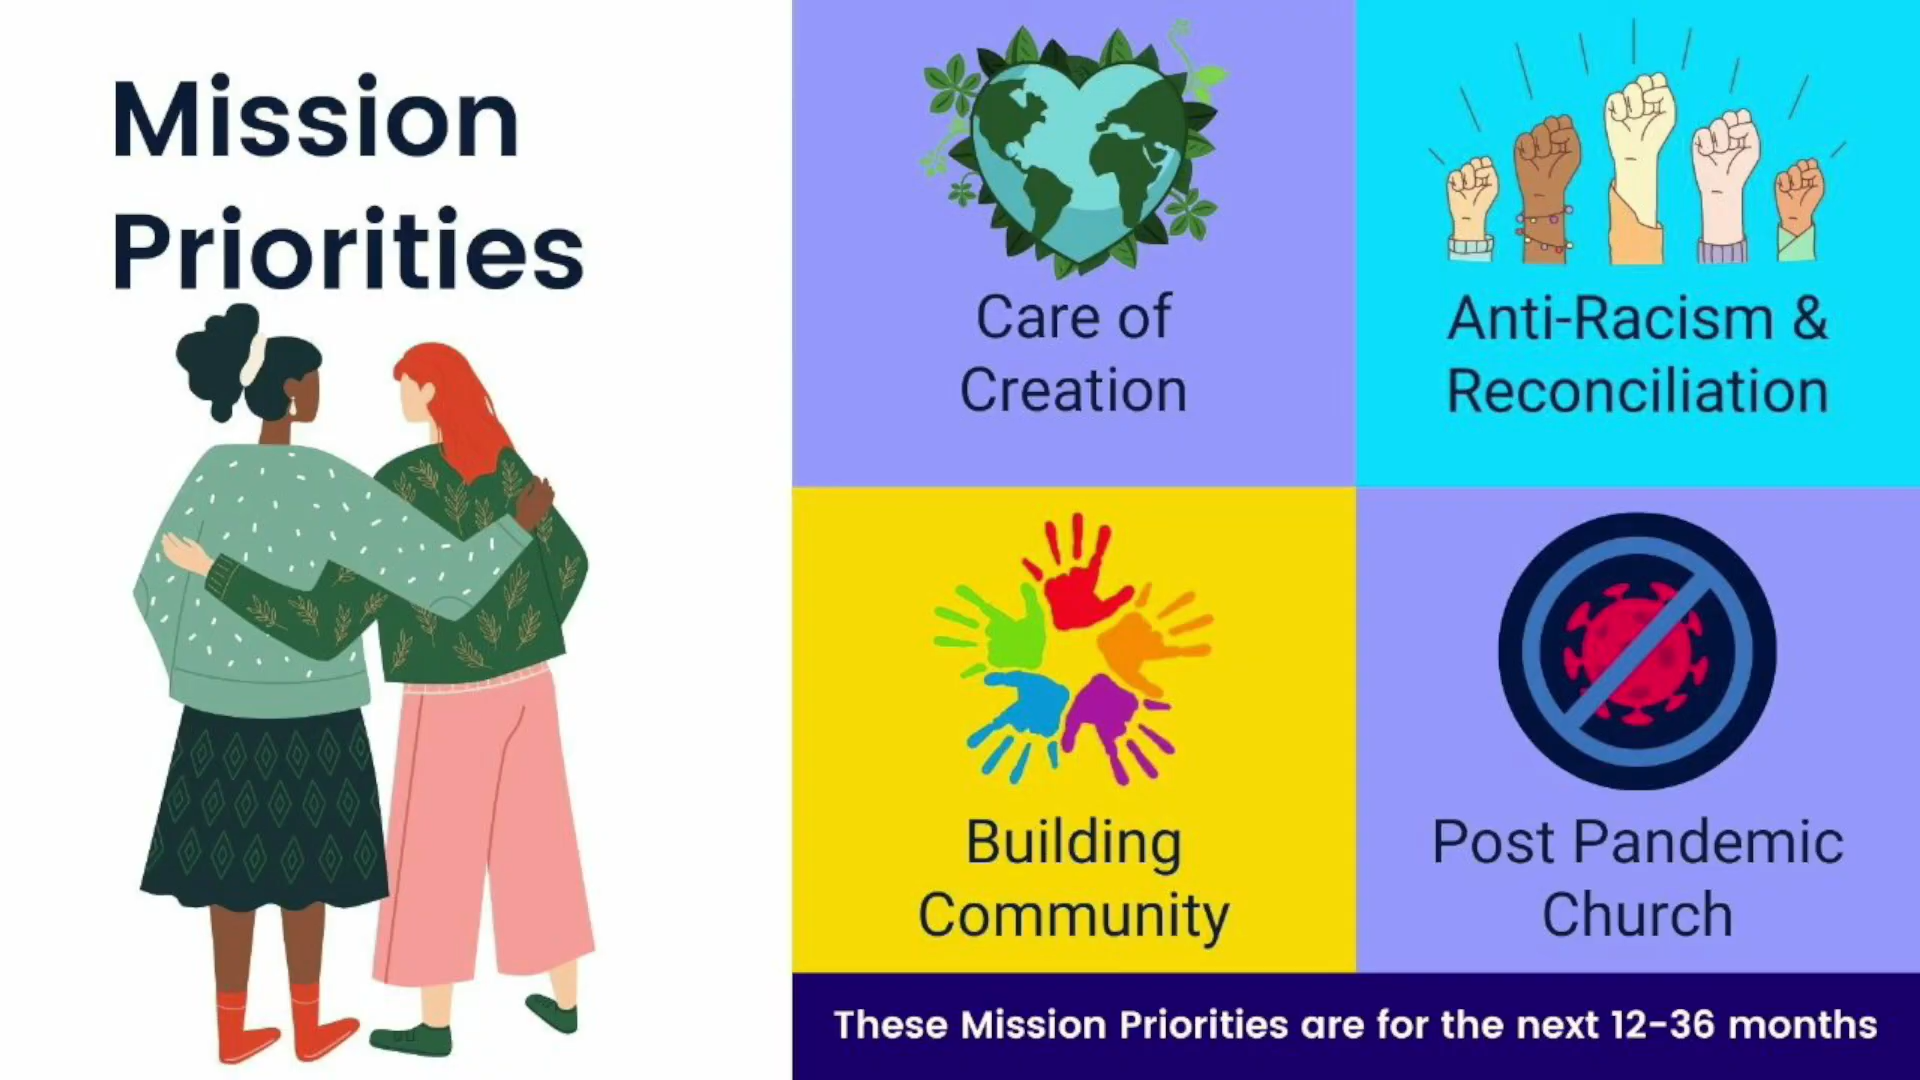 Mission
Priorities
Care of
Creation
Anti-Racism &
Reconciliation
Building
Community
Post Pandemic
Church
These Mission Priorities are for the next 12-36 months